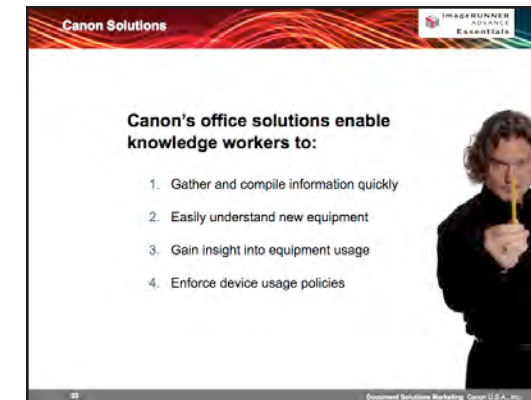 Canon Solutions
imageRUNNER
ADVANCE
Essentials
Canon's office solutions enable
knowledge workers to:
1. Gather and compile information quickly
2. Easily understand new equipment
3. Gain insight into equipment usage
4. Enforce device usage policies
Document Solutions Marketing Canon U.S.A., Inc.